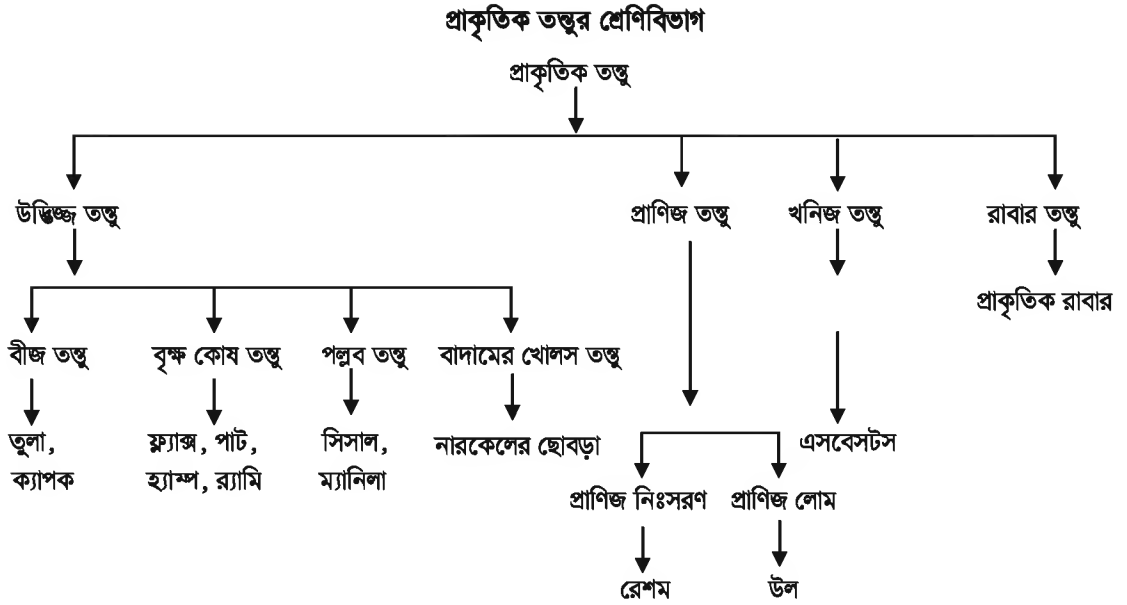 প্রাকৃতিক তন্তুর শ্রেণিবিভাগ
প্রাকৃতিক তন্তু
উদ্ভিজ্জ তন্তু
প্রাণিজ তন্তু
খনিজ তন্তু
রাবার তন্তু
প্রাকৃতিক রাবার
বীজ তন্তু
বৃক্ষ কোষ তন্তু
পল্লব তন্তু
বাদামের খোলস তন্তু
তুলা,
ক্যাপক
ফ্ল্যাক্স, পাট,
হ্যাম্প, র‍্যামি
সিসাল,
ম্যানিলা
নারকেলের ছোবড়া
এসবেসটস
প্রাণিজ নিঃসরণ
প্রাণিজ লোম
রেশম
উল